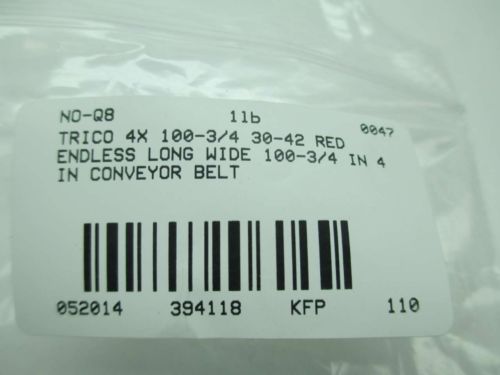 NO-Q8 11b
TRICO 4X 100-3/4 30-42 RED 0047
ENDLESS LONG WIDE 100-3/4 IN 4
IN CONVEYOR BELT
052014 394118 KFP 110